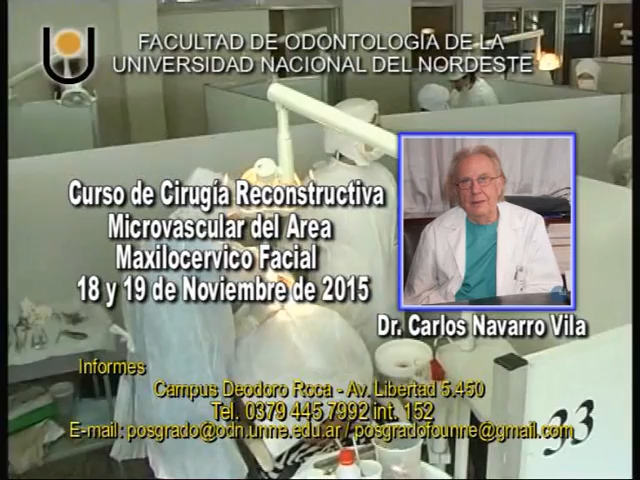 FACULTAD DE ODONTOLOGIA DE LA
UNIVERSIDAD NACIONAL DEL NORDESTE
Curso de Cirugía Reconstructiva
Microvascular del Area
Maxilocervico Facial
18 y 19 de Noviembre de 2015
Dr. Carlos Navarro Vila
Informes
Campus Deodoro Roca - Av. Libertad 5.450
Tel. 0379 445 7992 int. 152
E-mail: posgrado@odn.unne.edu.ar / posgradofounne@gmail.com
33